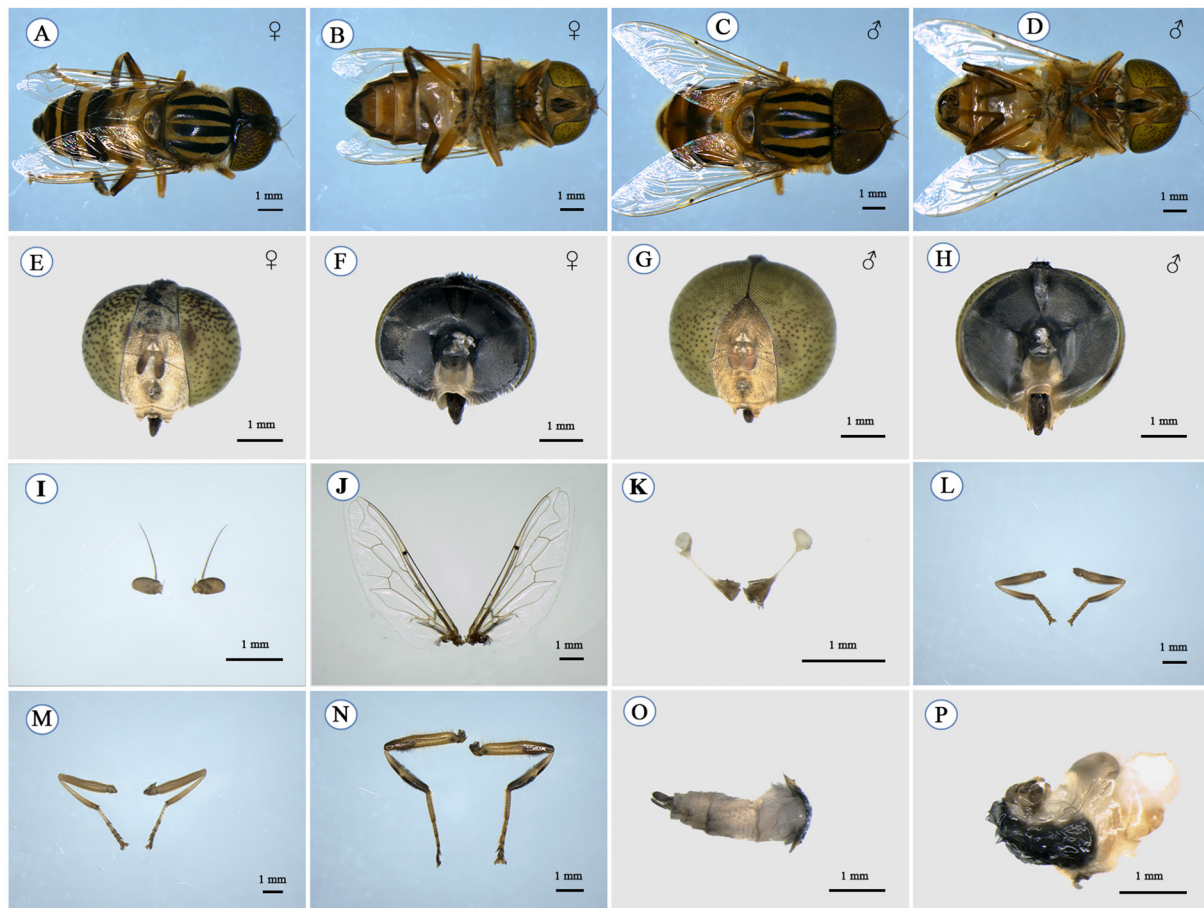 A ♀ 1 mm
B ♀ 1 mm
C ♂ 1 mm
D ♂ 1 mm
E ♀ 1 mm
F ♀ 1 mm
G ♂ 1 mm
H ♂ 1 mm
I 1 mm
J 1 mm
K 1 mm
L 1 mm
M 1 mm
N 1 mm
O 1 mm
P 1 mm